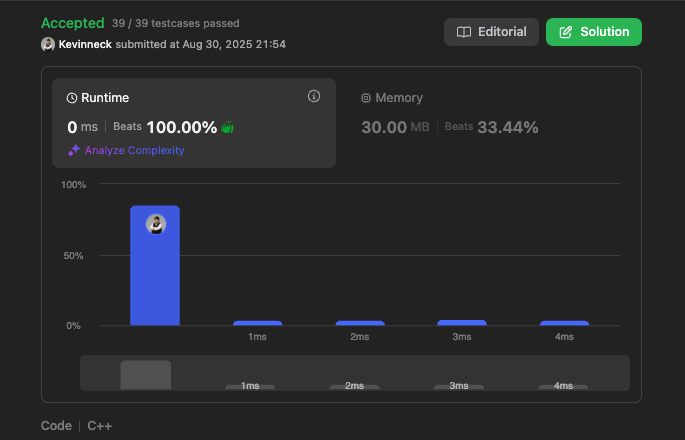 Accepted 39 / 39 testcases passed
Kevinneck submitted at Aug 30, 2025 21:54
Editorial
Solution
Runtime
0 ms Beats 100.00%
Analyze Complexity
Memory
30.00 MB Beats 33.44%
100%
50%
0%
1ms 2ms 3ms 4ms
1ms 2ms 3ms 4ms
Code C++